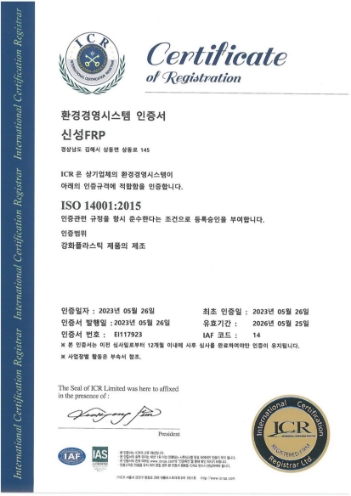 International Certification Registrar International Certification Registrar International Certification Registrar
ICR
Certificate
of Registration
환경경영시스템 인증서
신성FRP
경상남도 김해시 상동면 상동로 145
ICR 은 상기업체의 환경경영시스템이
아래의 인증규격에 적합함을 인증합니다.
ISO 14001:2015
인증관련 규정을 항시 준수한다는 조건으로 등록승인을 부여합니다.
인증범위
강화플라스틱 제품의 제조
인증일자 : 2023년 05월 26일 최초 인증일 : 2023년 05월 26일
인증서 발행일 : 2023년 05월 26일 유효기간 : 2026년 05월 25일
인증서 번호 : EI117923 IAF 코드 : 14
※ 본 인증서는 이전 심사일로부터 12개월 이내에 사후 심사를 완료하여야만 인증이 유지됩니다.
※ 사업장별 활동은 부속서 참조.
The Seal of ICR Limited was here to affixed
in the presence of :
President
IAF
IAS
International Certification
ICR
REGISTERED FIRM
Registrar Ltd